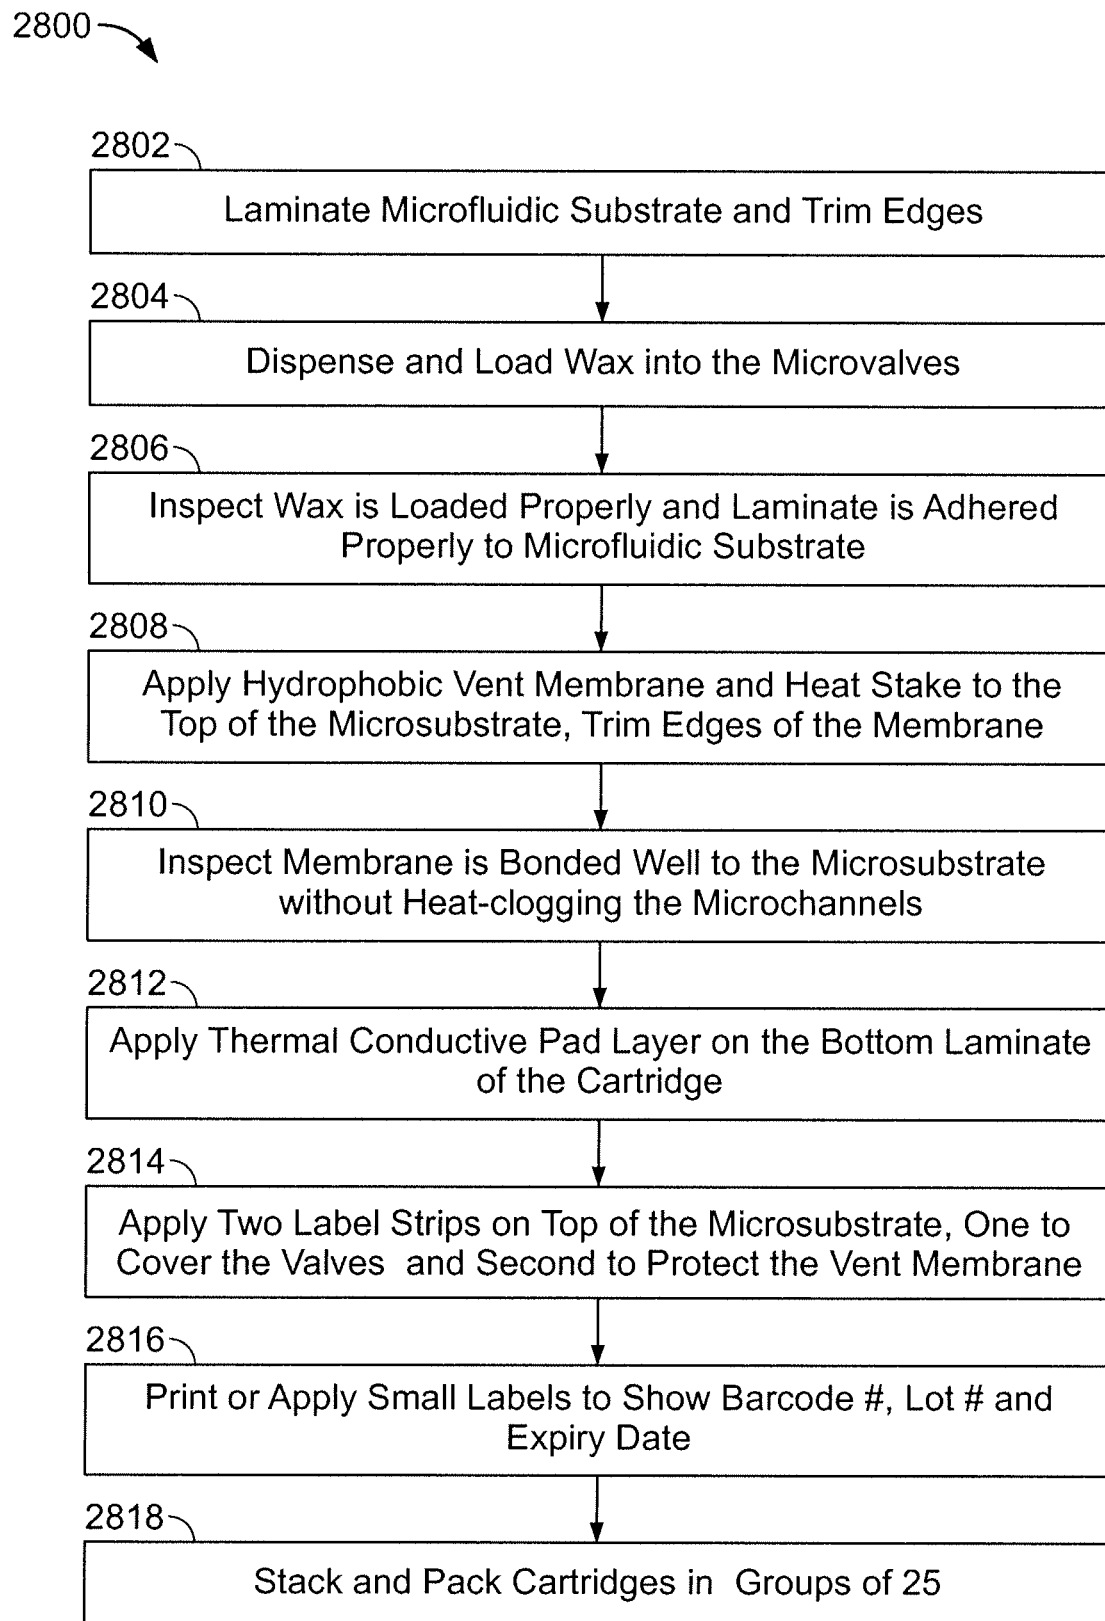 2800
2802
Laminate Microfluidic Substrate and Trim Edges
2804
Dispense and Load Wax into the Microvalves
2806
Inspect Wax is Loaded Properly and Laminate is Adhered
Properly to Microfluidic Substrate
2808
Apply Hydrophobic Vent Membrane and Heat Stake to the
Top of the Microsubstrate, Trim Edges of the Membrane
2810
Inspect Membrane is Bonded Well to the Microsubstrate
without Heat-clogging the Microchannels
2812
Apply Thermal Conductive Pad Layer on the Bottom Laminate
of the Cartridge
2814
Apply Two Label Strips on Top of the Microsubstrate, One to
Cover the Valves and Second to Protect the Vent Membrane
2816
Print or Apply Small Labels to Show Barcode #, Lot # and
Expiry Date
2818
Stack and Pack Cartridges in Groups of 25